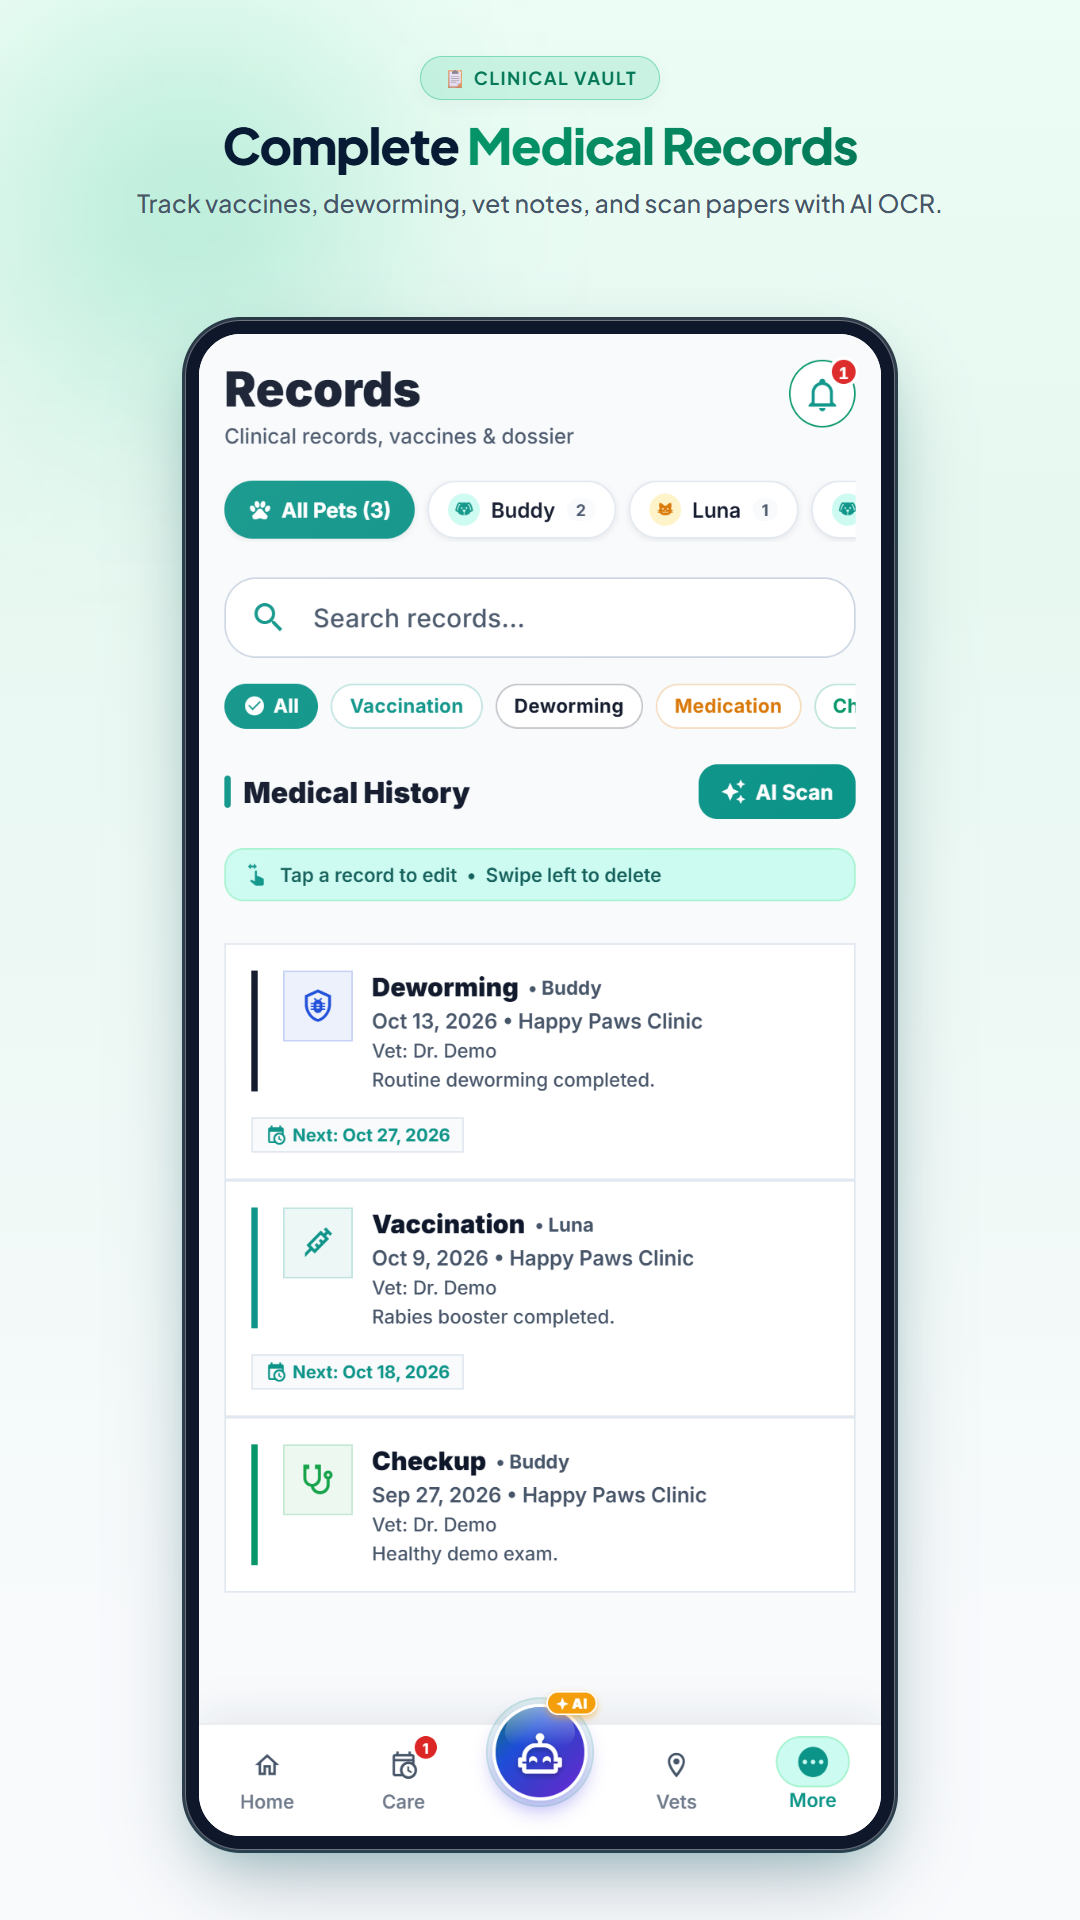 CLINICAL VAULT
Complete Medical Records
Track vaccines, deworming, vet notes, and scan papers with AI OCR.
Records
1
Clinical records, vaccines & dossier
All Pets (3)
Buddy 2
Luna 1
Search records...
All
Vaccination
Deworming
Medication
Ch
Medical History
AI Scan
Tap a record to edit • Swipe left to delete
Deworming • Buddy
Oct 13, 2026 • Happy Paws Clinic
Vet: Dr. Demo
Routine deworming completed.
Next: Oct 27, 2026
Vaccination • Luna
Oct 9, 2026 • Happy Paws Clinic
Vet: Dr. Demo
Rabies booster completed.
Next: Oct 18, 2026
Checkup • Buddy
Sep 27, 2026 • Happy Paws Clinic
Vet: Dr. Demo
Healthy demo exam.
AI
1
Home
Care
Vets
More